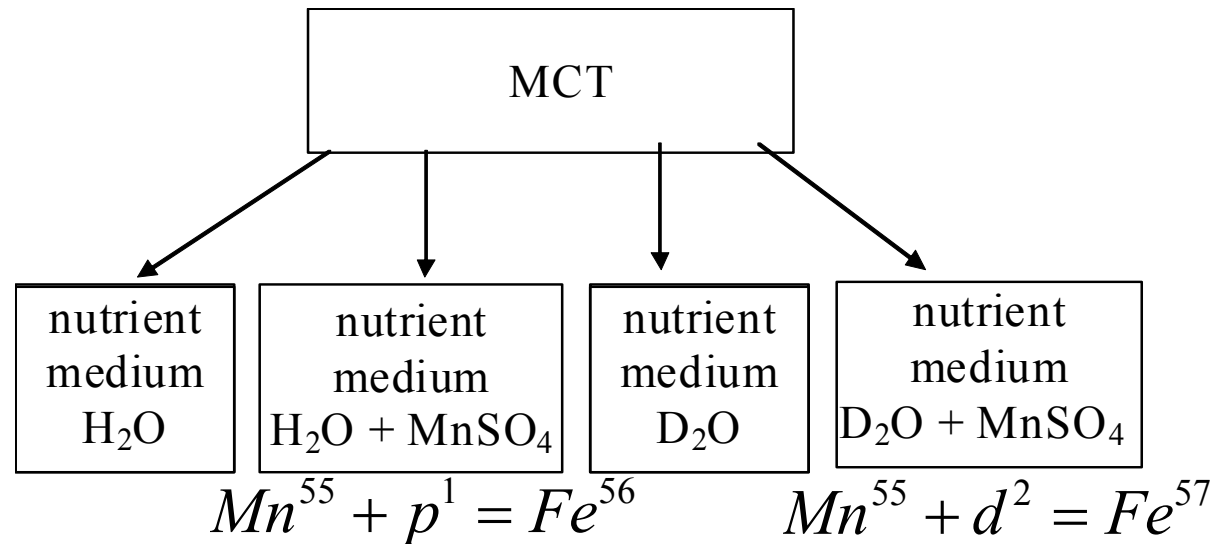 MCT
nutrient
medium
H₂O
nutrient
medium
H₂O + MnSO₄
nutrient
medium
D₂O
nutrient
medium
D₂O + MnSO₄
Mn⁵⁵ + p¹ = Fe⁵⁶
Mn⁵⁵ + d² = Fe⁵⁷